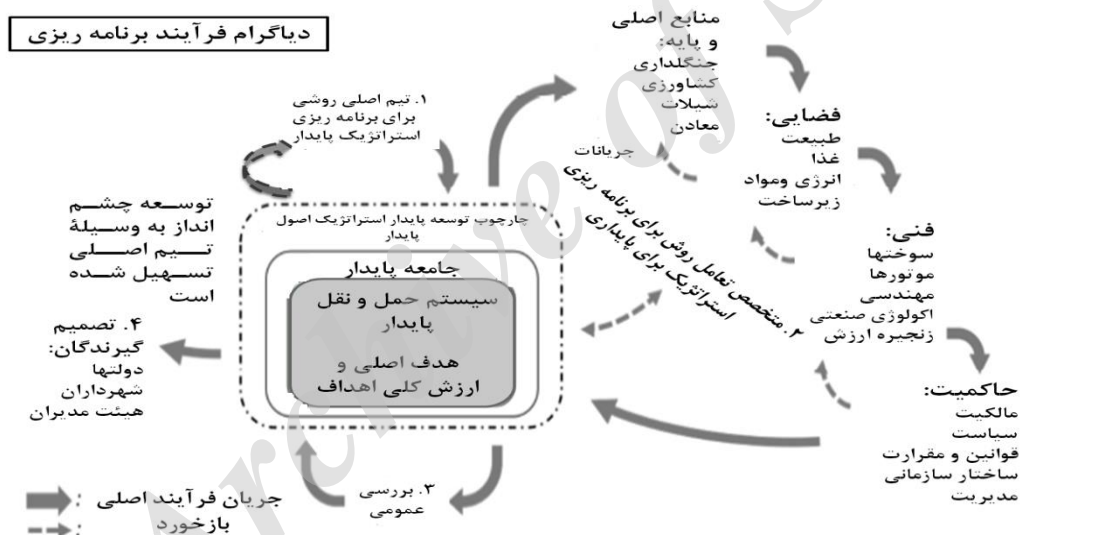 دیاگرام فرآیند برنامه ریزی
منابع اصلی
و پایه:
جنگلداری
کشاورزی
شیلات
معادن
۱. تیم اصلی روشی
برای برنامه ریزی
استراتژیک پایدار
فضایی:
طبیعت
غذا
انرژی ومواد
زیرساخت
جریانات
۲. متخصص تعامل روش برای برنامه ریزی
استراتژیک برای پایداری
توسعه چشم
انداز به وسیلهٔ
تیم اصلی
تسهیل شده
است
چارچوب توسعه پایدار استراتژیک اصول
پایدار
جامعه پایدار
سیستم حمل و نقل
پایدار
هدف اصلی و
ارزش کلی اهداف
فنی:
سوختها
موتورها
مهندسی
اکولوژی صنعتی
زنجیره ارزش
۴. تصمیم
گیرندگان:
دولتها
شهرداران
هیئت مدیران
حاکمیت:
مالکیت
سیاست
قوانین و مقرارت
ساختار سازمانی
مدیریت
۳. بررسی
عمومی
جریان فرآیند اصلی :
بازخورد :
Archive of S